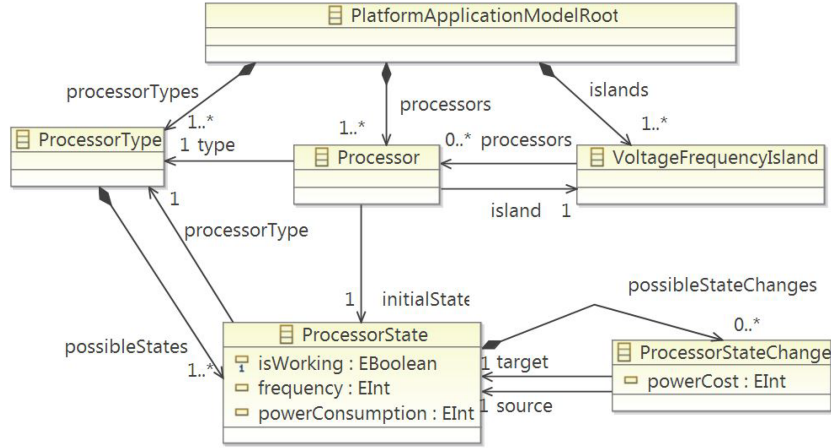 PlatformApplicationModelRoot
processorTypes
processors
islands
1..*
1..*
1..*
ProcessorType
1 type
Processor
0..* processors
VoltageFrequencyIsland
island 1
1
processorType
1 initialState
possibleStateChanges
0..*
possibleStates
1..*
ProcessorState
isWorking : EBoolean
frequency : EInt
powerConsumption : EInt
1 target
1 source
ProcessorStateChange
powerCost : EInt